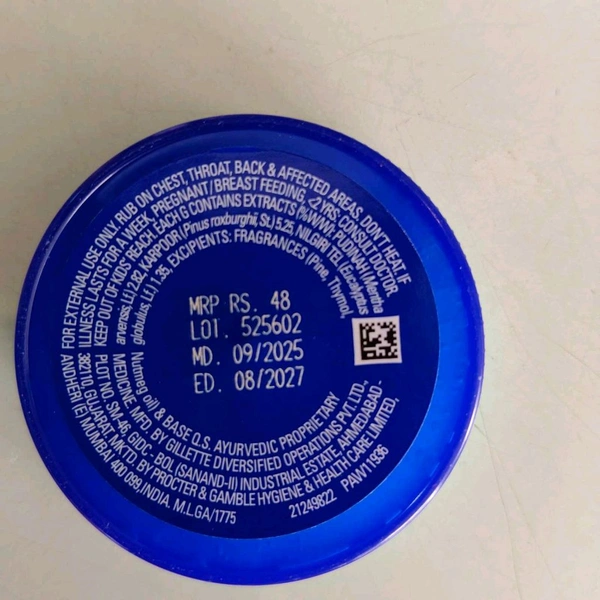 FOR EXTERNAL USE ONLY. RUB ON CHEST, THROAT, BACK & AFFECTED AREAS. DON'T HEAT. IF
ILLNESS LASTS FOR A WEEK, PREGNANT / BREAST FEEDING, <2 YRS: CONSULT DOCTOR.
KEEP OUT OF KIDS' REACH. EACH G CONTAINS EXTRACTS (%W/W): PUDINAH (Mentha
arvensis, Lf.) 2.82, KAPPOOR (Pinus roxburghii, St.) 5.25, NILGIRI TEL (Eucalyptus
globulus, Lf.) 1.35, EXCIPIENTS: FRAGRANCES (Pine, Thymol,
MRP RS. 48
LOT. 525602
MD. 09/2025
ED. 08/2027
Nutmeg oil) & BASE Q.S. AYURVEDIC PROPRIETARY
MEDICINE. MFD. BY GILLETTE DIVERSIFIED OPERATIONS PVT. LTD.,
PLOT NO. SM-46, GIDC- BOL (SANAND-II) INDUSTRIAL ESTATE, AHMEDABAD -
382110, GUJARAT. MKTD. BY PROCTER & GAMBLE HYGIENE & HEALTH CARE LIMITED,
ANDHERI (E) MUMBAI 400 099, INDIA. M.L.GA/1775
21249822 PAW11936